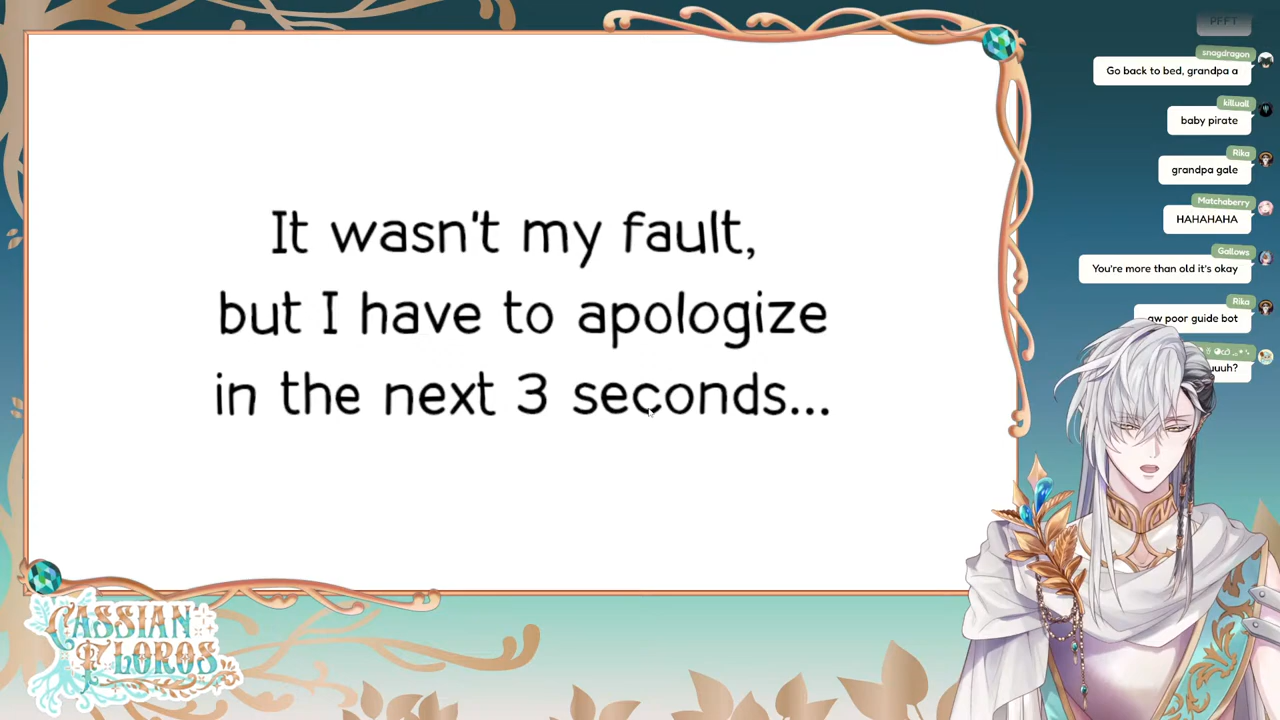 It wasn't my fault,
but I have to apologize
in the next 3 seconds...
PFFT
snagdragon
Go back to bed, grandpa a
killuall
baby pirate
Rika
grandpa gale
Matchaberry
HAHAHAHA
Gallows
You're more than old it's okay
Rika
aw poor guide bot
CASSIAN
FLOROS